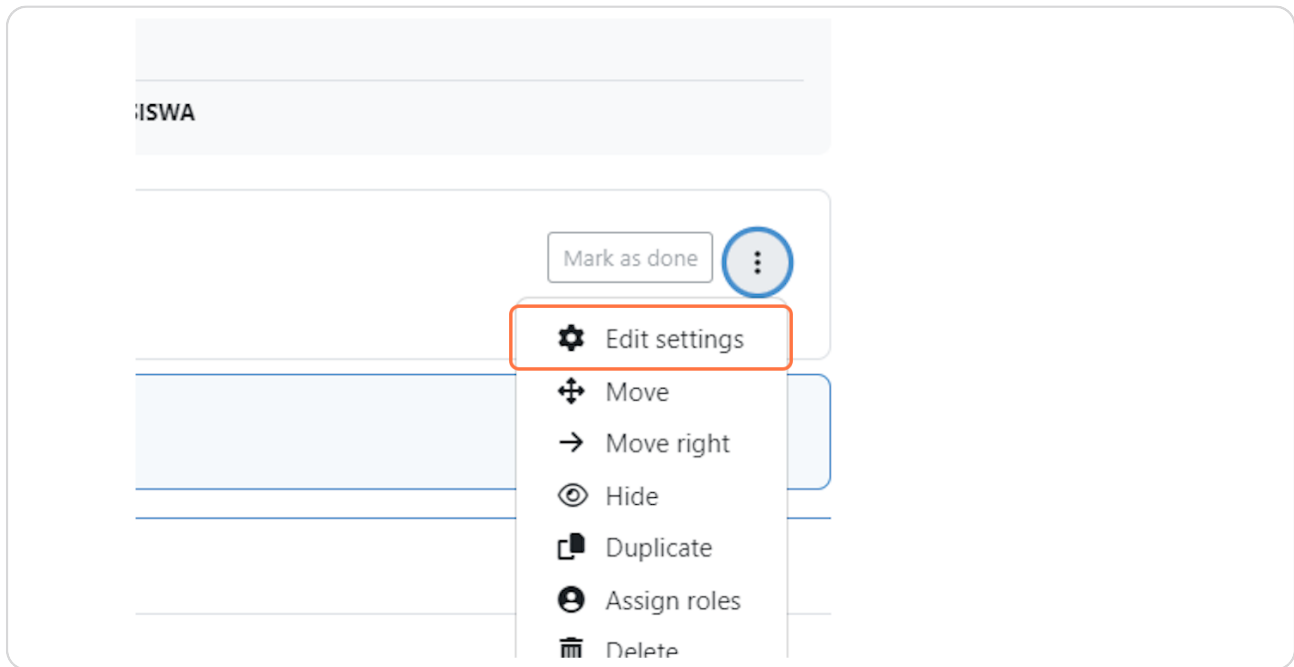 SISWA
Mark as done
Edit settings
Move
Move right
Hide
Duplicate
Assign roles
Delete